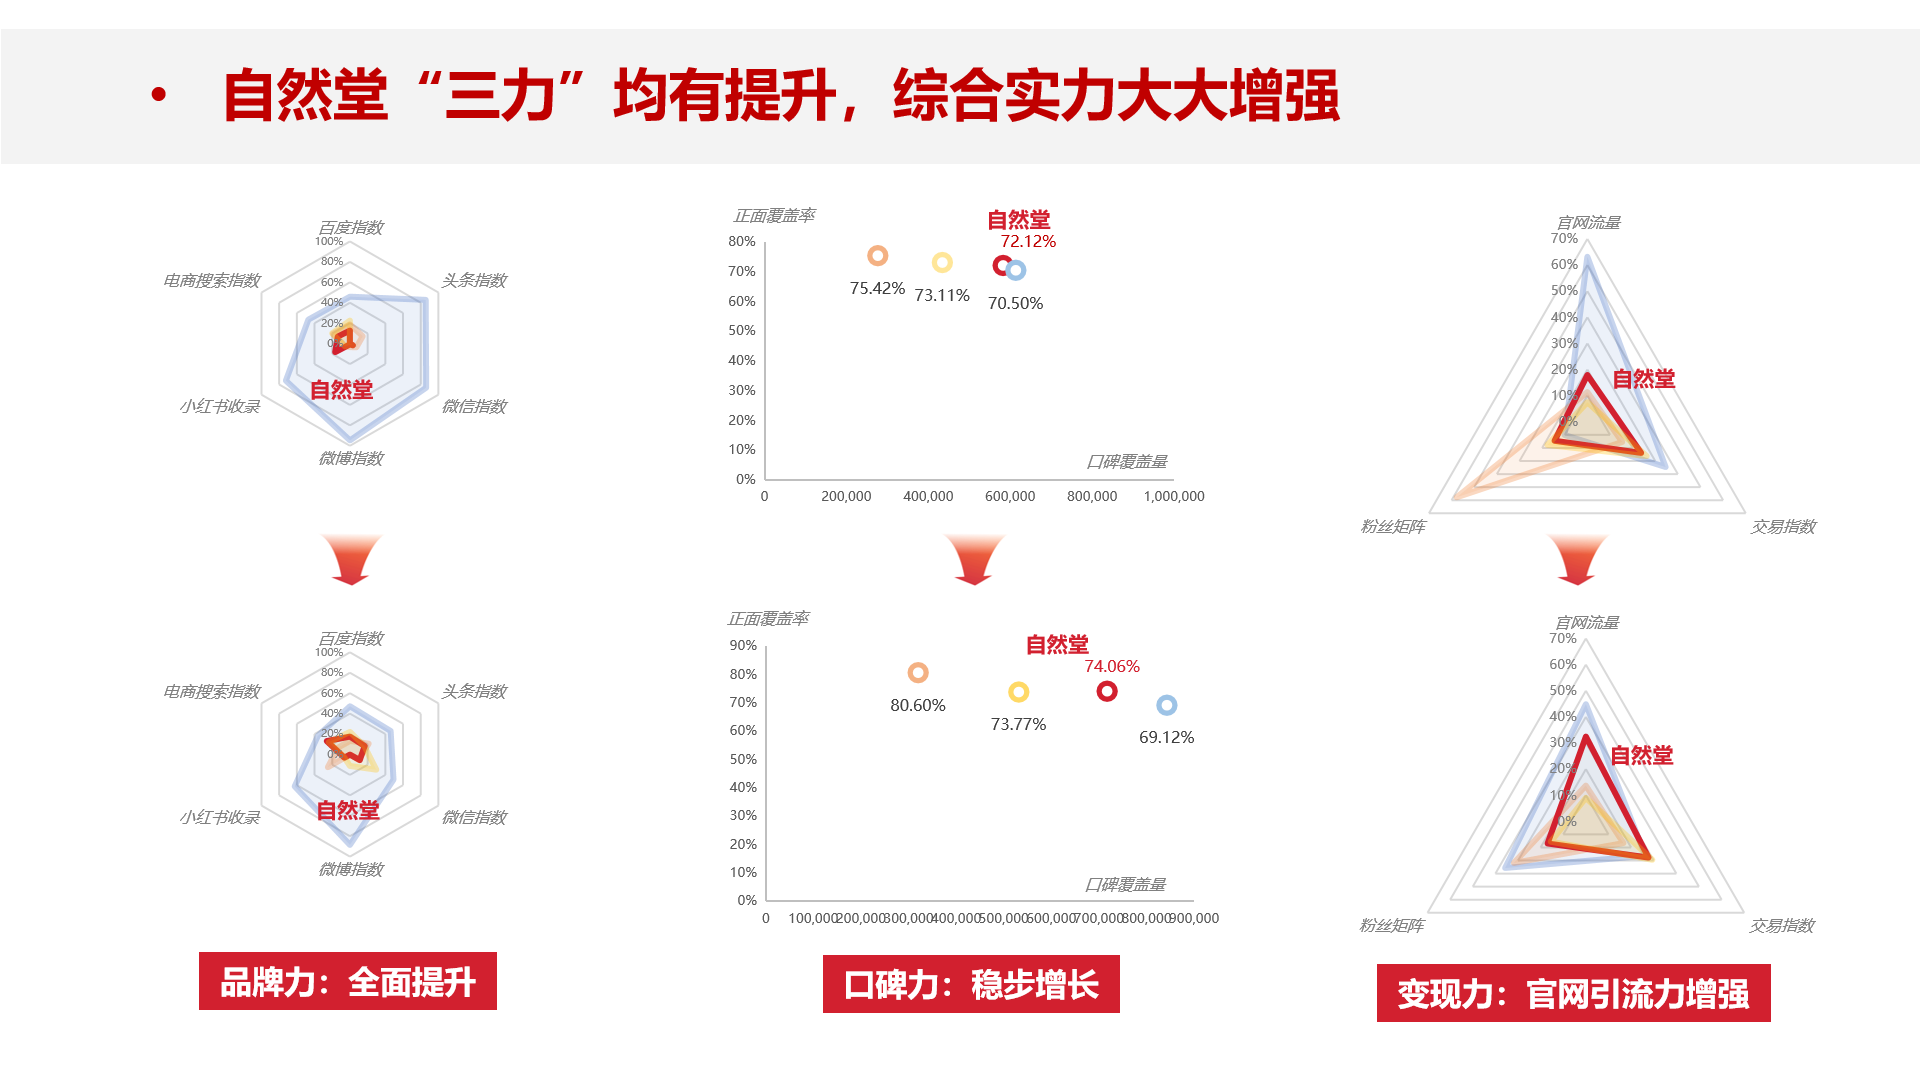 • 自然堂“三力”均有提升，综合实力大大增强
百度指数
100%
80%
60%
40%
20%
0%
头条指数
微信指数
微博指数
小红书收录
电商搜索指数
自然堂
正面覆盖率
80%
70%
60%
50%
40%
30%
20%
10%
0%
自然堂
72.12%
75.42%
73.11%
70.50%
口碑覆盖量
0 200,000 400,000 600,000 800,000 1,000,000
官网流量
70%
60%
50%
40%
30%
20%
10%
0%
自然堂
粉丝矩阵
交易指数
百度指数
100%
80%
60%
40%
20%
0%
头条指数
微信指数
微博指数
小红书收录
电商搜索指数
自然堂
正面覆盖率
90%
80%
70%
60%
50%
40%
30%
20%
10%
0%
自然堂
74.06%
80.60%
73.77%
69.12%
口碑覆盖量
0 100,000 200,000 300,000 400,000 500,000 600,000 700,000 800,000 900,000
官网流量
70%
60%
50%
40%
30%
20%
10%
0%
自然堂
粉丝矩阵
交易指数
品牌力：全面提升
口碑力：稳步增长
变现力：官网引流力增强